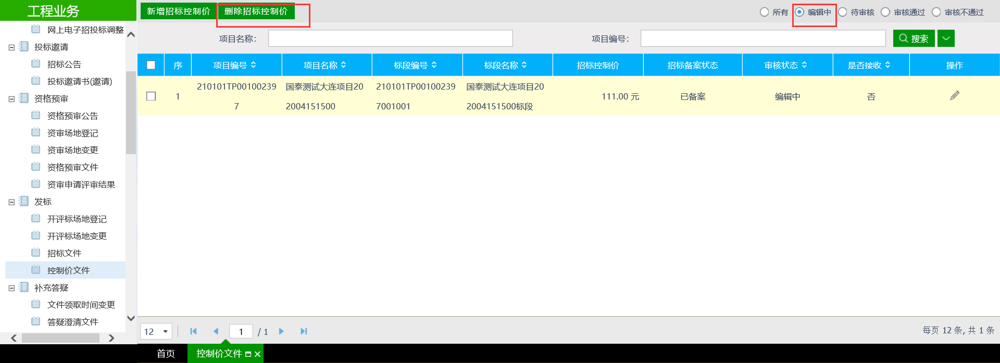 工程业务
网上电子招投标调整
投标邀请
招标公告
投标邀请书(邀请)
资格预审
资格预审公告
资审场地登记
资审场地变更
资格预审文件
资审申请评审结果
发标
开评标场地登记
开评标场地变更
招标文件
控制价文件
补充答疑
文件领取时间变更
答疑澄清文件
新增招标控制价 删除招标控制价 所有 编辑中 待审核 审核通过 审核不通过
项目名称: 项目编号: 搜索
序 项目编号 项目名称 标段编号 标段名称 招标控制价 招标备案状态 审核状态 是否接收 操作
210101TP00100239 国泰测试大连项目20 210101TP00100239 国泰测试大连项目20
1 111.00 元 已备案 编辑中 否
7 2004151500 7001001 2004151500标段
12 1 / 1 每页 12 条, 共 1 条
首页 控制价文件